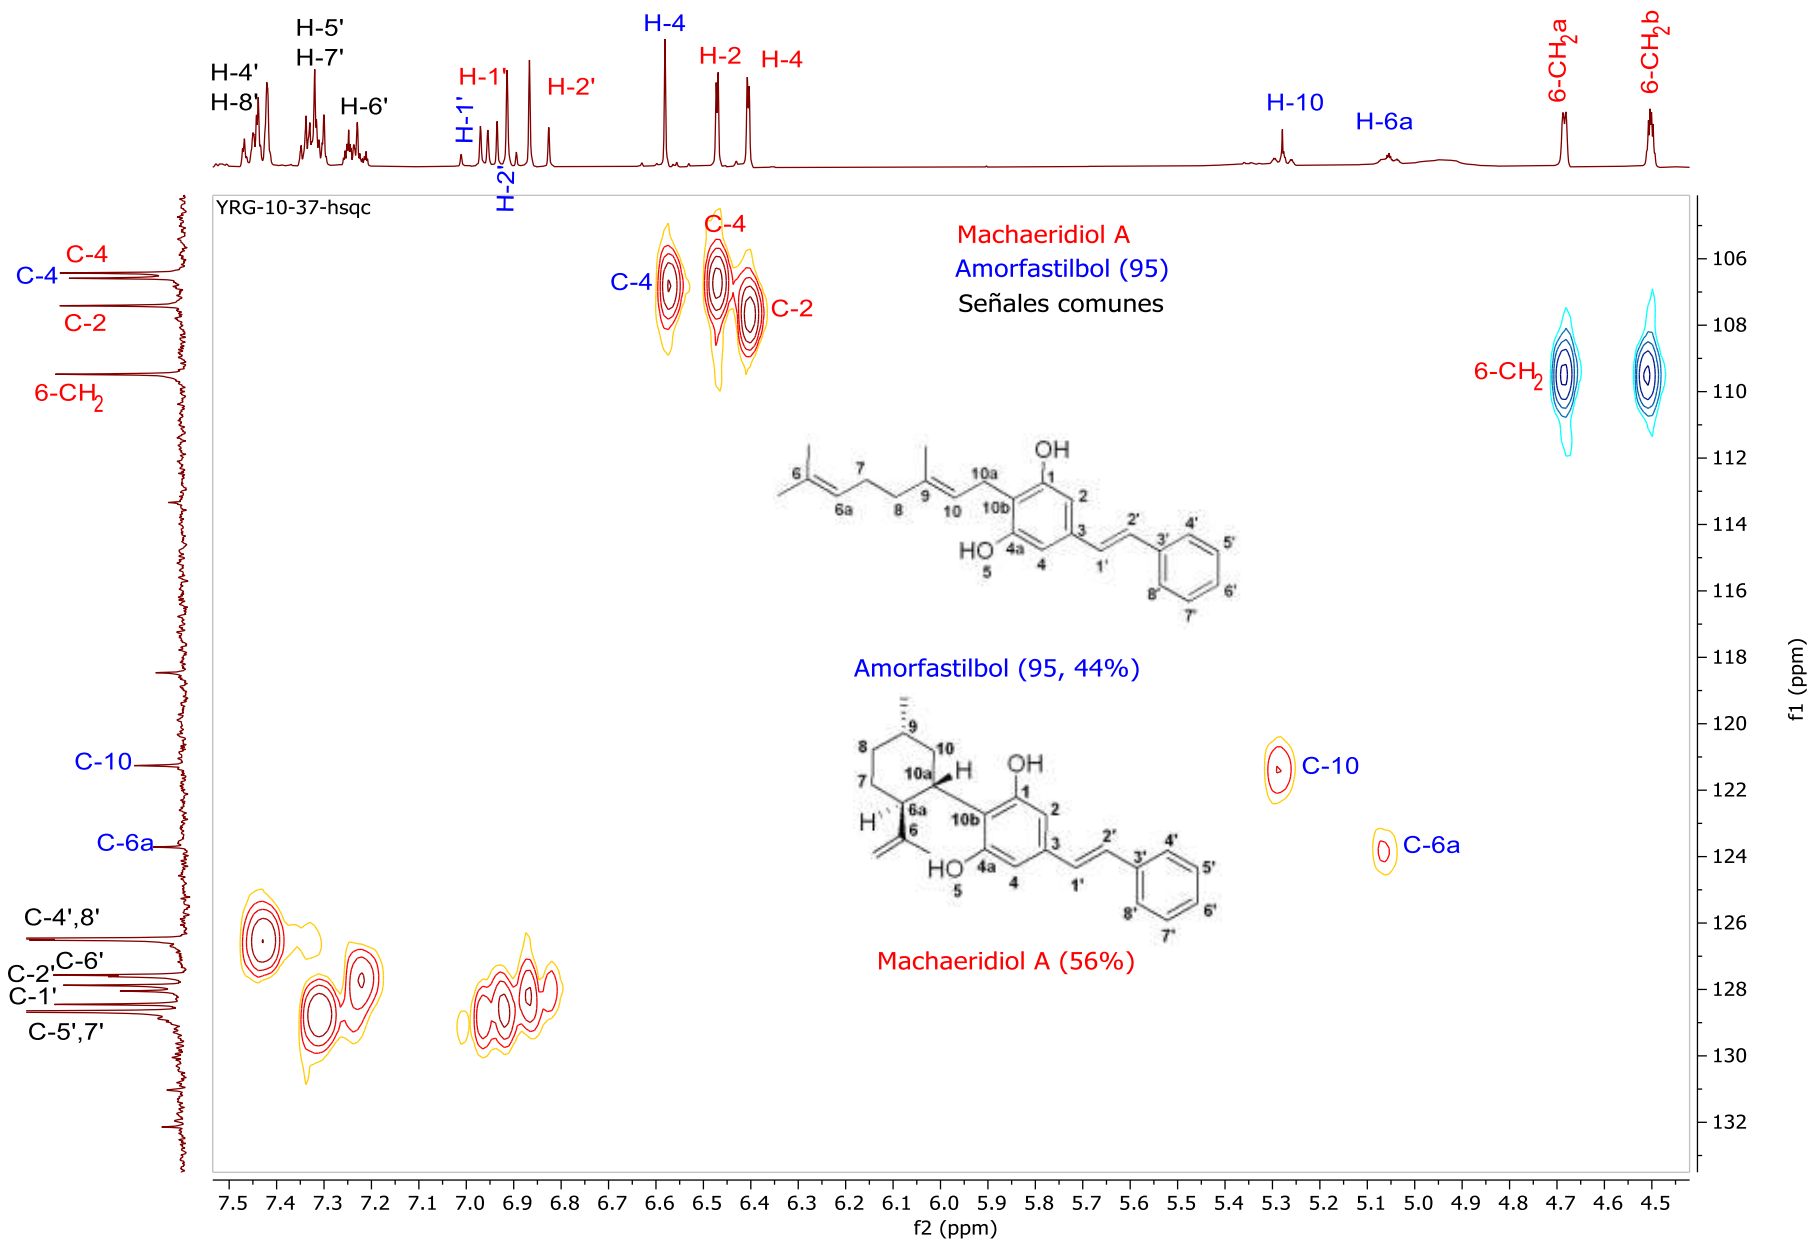 H-4'
H-8'
H-5'
H-7'
H-6'
H-1'
H-1'
H-2'
H-2'
H-4
H-2
H-4
H-10
H-6a
6-CH2a
6-CH2b
YRG-10-37-hsqc
C-4
C-4
C-2
6-CH2
C-10
C-6a
C-4',8'
C-6'
C-2'
C-1'
C-5',7'
C-4
C-4
C-2
Machaeridiol A
Amorfastilbol (95)
Señales comunes
6-CH2
OH
6
7
6a
8
9
10
10a
10b
1
2
HO
5
4a
4
3
1'
2'
3'
4'
5'
6'
7'
8'
Amorfastilbol (95, 44%)
9
8
10
7
10a
H
OH
H
6a
6
10b
1
2
HO
5
4a
4
3
1'
2'
3'
4'
5'
6'
7'
8'
Machaeridiol A (56%)
C-10
C-6a
106
108
110
112
114
116
118
120
122
124
126
128
130
132
f1 (ppm)
7.5 7.4 7.3 7.2 7.1 7.0 6.9 6.8 6.7 6.6 6.5 6.4 6.3 6.2 6.1 6.0 5.9 5.8 5.7 5.6 5.5 5.4 5.3 5.2 5.1 5.0 4.9 4.8 4.7 4.6 4.5
f2 (ppm)